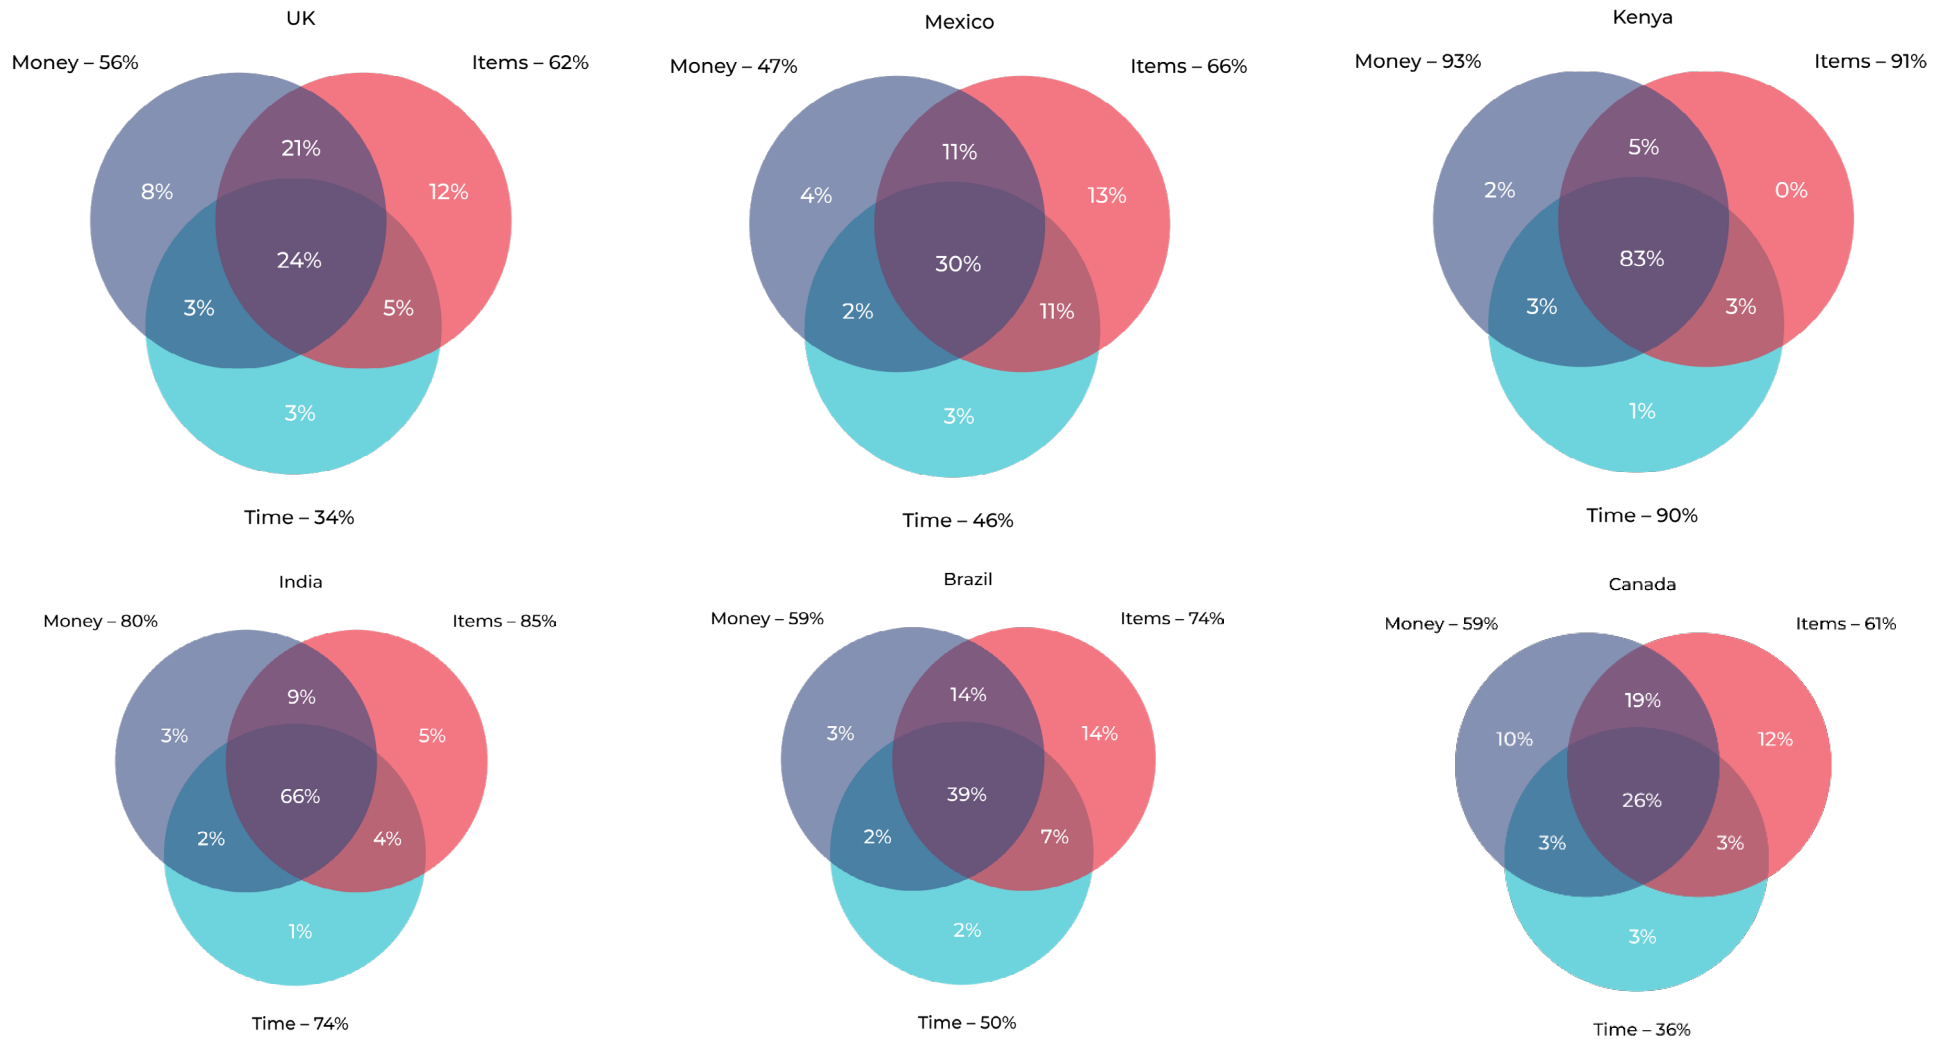 UK
Money – 56%
Items – 62%
21%
8%
12%
24%
3%
5%
3%
Time – 34%
Mexico
Money – 47%
Items – 66%
11%
4%
13%
30%
2%
11%
3%
Time – 46%
Kenya
Money – 93%
Items – 91%
5%
2%
0%
83%
3%
3%
1%
Time – 90%
India
Money – 80%
Items – 85%
9%
3%
5%
66%
2%
4%
1%
Time – 74%
Brazil
Money – 59%
Items – 74%
14%
3%
14%
39%
2%
7%
2%
Time – 50%
Canada
Money – 59%
Items – 61%
19%
10%
12%
26%
3%
3%
3%
Time – 36%